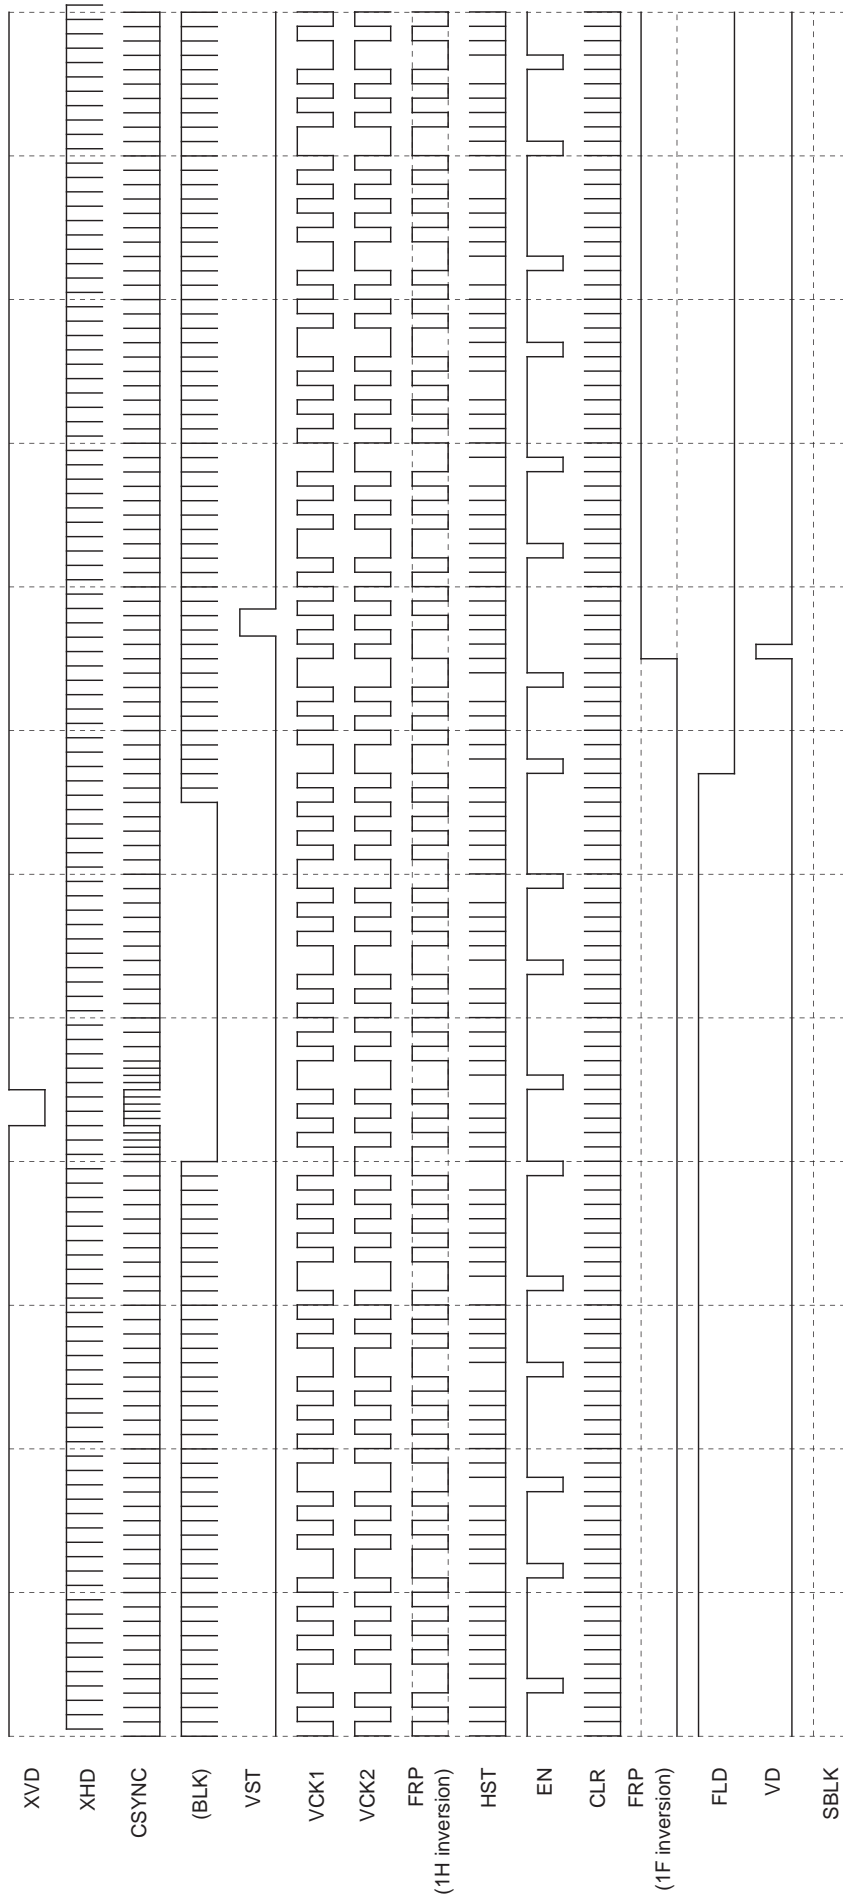 XVD
XHD
CSYNC
(BLK)
VST
VCK1
VCK2
FRP
(1H inversion)
HST
EN
CLR
FRP
(1F inversion)
FLD
VD
SBLK